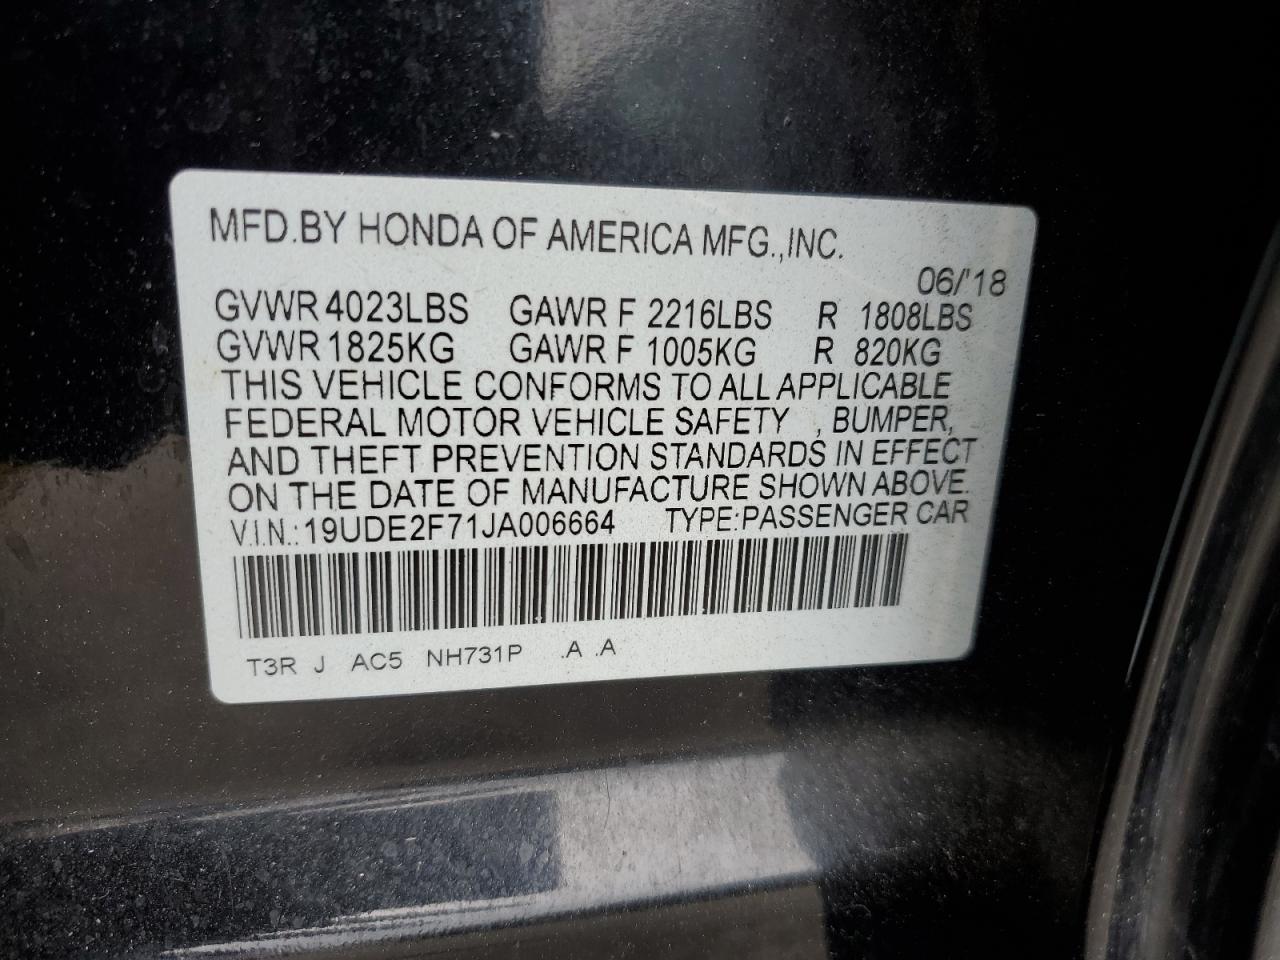 MFD.BY HONDA OF AMERICA MFG.,INC.
06/'18
GVWR 4023LBS GAWR F 2216LBS R 1808LBS
GVWR 1825KG GAWR F 1005KG R 820KG
THIS VEHICLE CONFORMS TO ALL APPLICABLE
FEDERAL MOTOR VEHICLE SAFETY , BUMPER,
AND THEFT PREVENTION STANDARDS IN EFFECT
ON THE DATE OF MANUFACTURE SHOWN ABOVE.
V.I.N.: 19UDE2F71JA006664 TYPE:PASSENGER CAR
T3R J AC5 NH731P .A .A